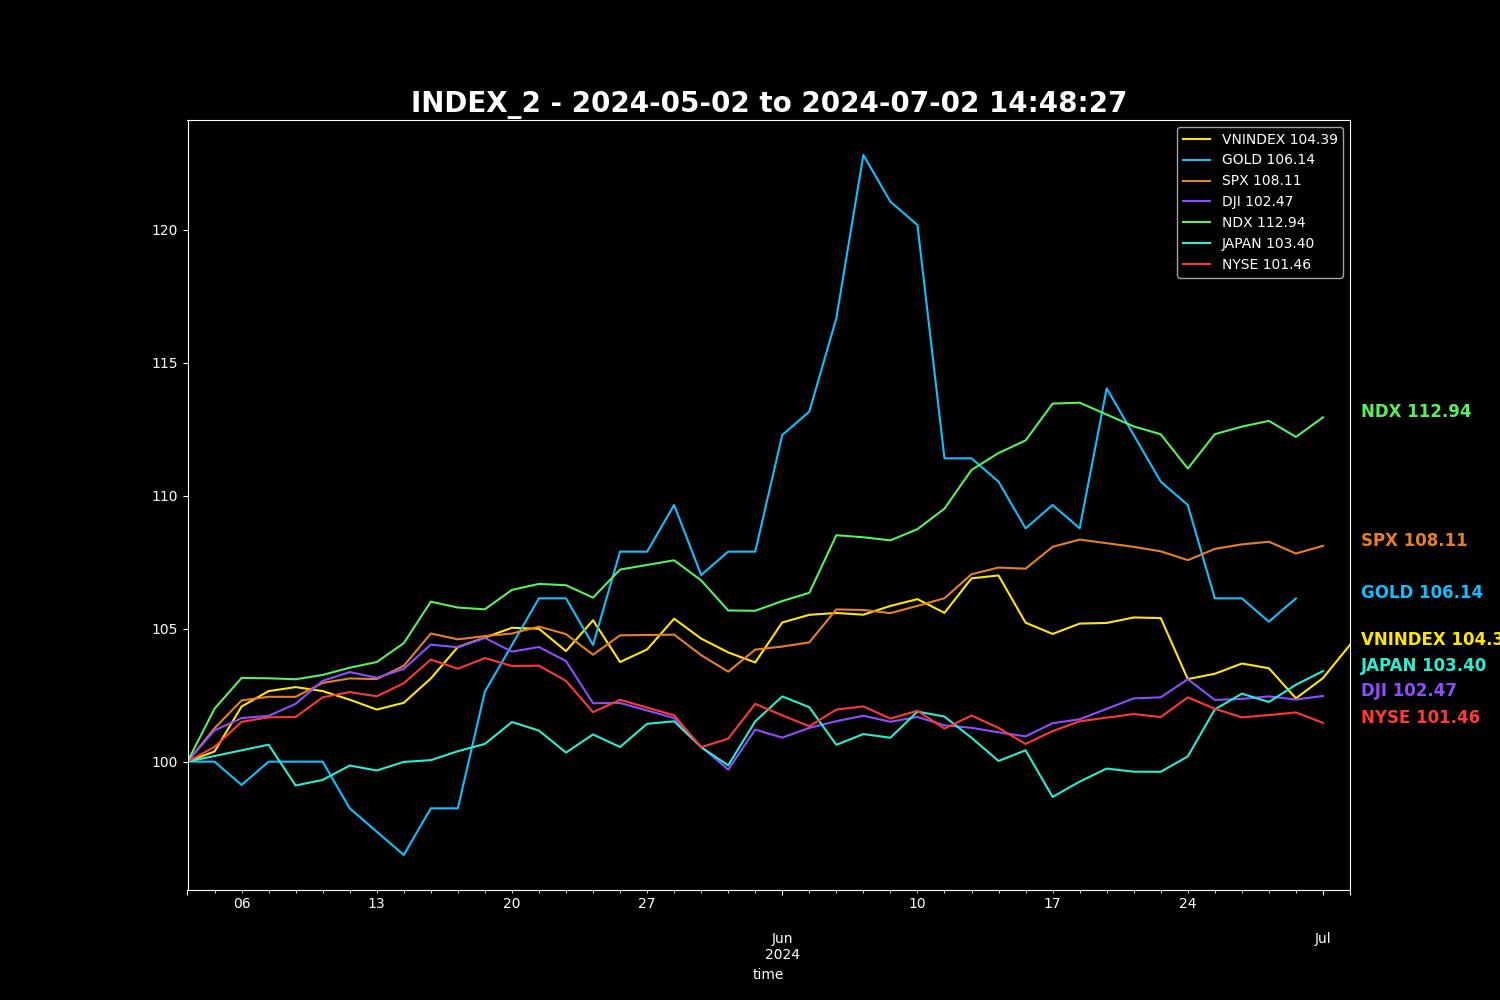 INDEX_2 - 2024-05-02 to 2024-07-02 14:48:27
VNINDEX 104.39
GOLD 106.14
SPX 108.11
DJI 102.47
NDX 112.94
JAPAN 103.40
NYSE 101.46
120
115
110
105
100
NDX 112.94
SPX 108.11
GOLD 106.14
VNINDEX 104.3
JAPAN 103.40
DJI 102.47
NYSE 101.46
06 13 20 27 10 17 24
Jun Jul
2024
time